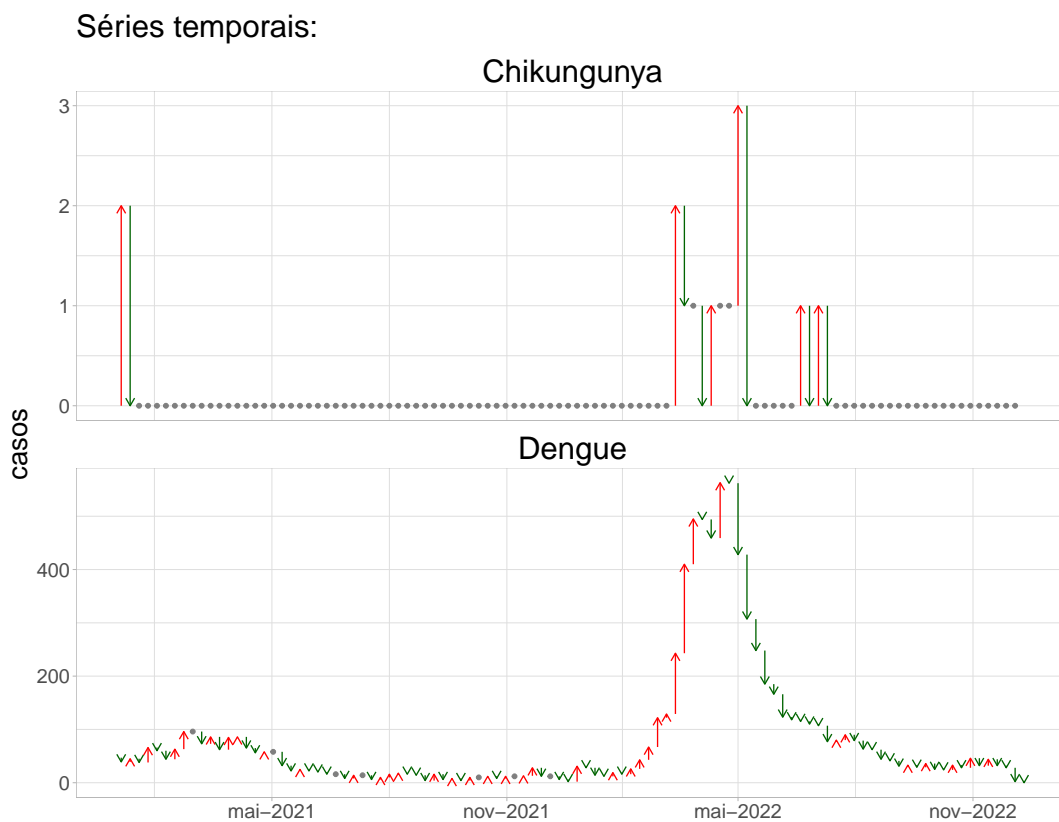 Séries temporais:
Chikungunya
3
2
1
0
casos
Dengue
400
200
0
mai−2021
nov−2021
mai−2022
nov−2022